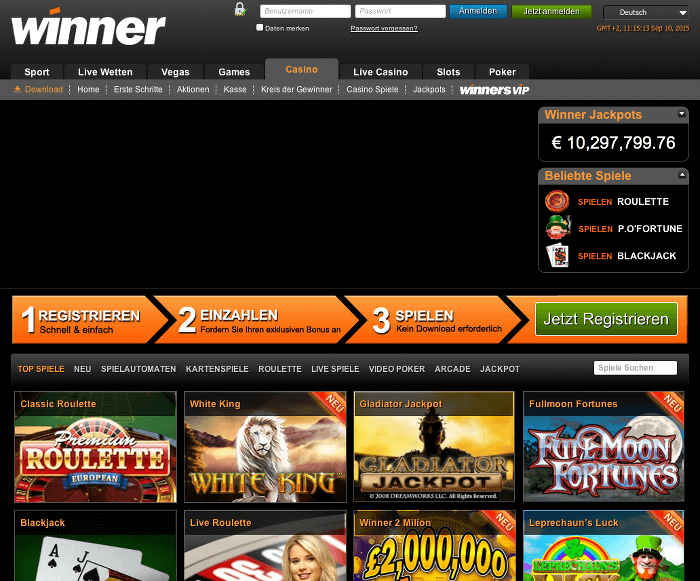 winner
Benutzername
Passwort
Anmelden
Jetzt anmelden
Deutsch
Daten merken
Passwort vergessen?
GMT+2, 11:15:13 Sep 10, 2015
Sport
Live Wetten
Vegas
Games
Casino
Live Casino
Slots
Poker
Download
Home
Erste Schritte
Aktionen
Kasse
Kreis der Gewinner
Casino Spiele
Jackpots
winnersVIP
Winner Jackpots
€ 10,297,799.76
Beliebte Spiele
SPIELEN ROULETTE
SPIELEN P.O'FORTUNE
SPIELEN BLACKJACK
1 REGISTRIEREN
Schnell & einfach
2 EINZAHLEN
Fordern Sie Ihren exklusiven Bonus an
3 SPIELEN
Kein Download erforderlich
Jetzt Registrieren
TOP SPIELE
NEU
SPIELAUTOMATEN
KARTENSPIELE
ROULETTE
LIVE SPIELE
VIDEO POKER
ARCADE
JACKPOT
Spiele Suchen
Classic Roulette
Premium
ROULETTE
EUROPEAN
White King
NEU
WHITE KING
Gladiator Jackpot
GLADIATOR
JACKPOT
© 2008 DREAMWORKS LLC. All Rights Reserved.
Fullmoon Fortunes
NEU
FULL MOON
FORTUNES
Blackjack
A
J
Live Roulette
Winner 2 Milion
NEU
£2,000,000
Leprechaun's Luck
NEU
LEPRECHAUN'S